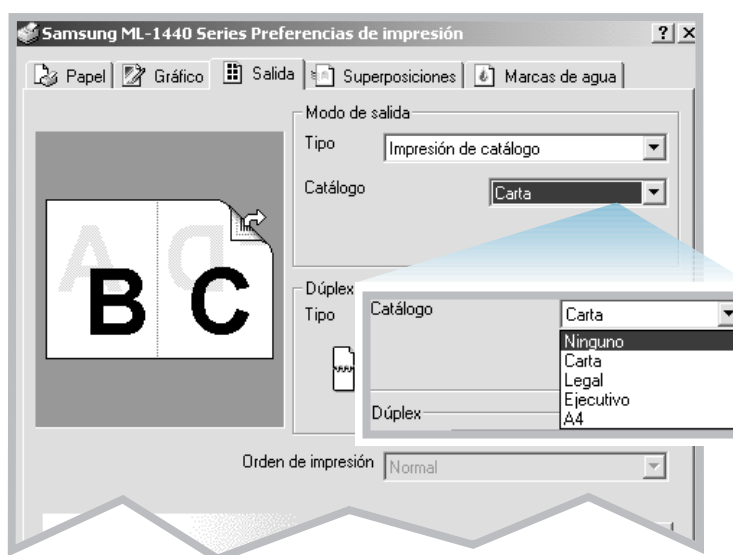 Samsung ML-1440 Series Preferencias de impresión
Papel Gráfico Salida Superposiciones Marcas de agua
Modo de salida
Tipo Impresión de catálogo
Catálogo Carta
A D
B C
Dúplex
Tipo
Catálogo Carta
Ninguno
Carta
Legal
Ejecutivo
A4
Dúplex
Orden de impresión Normal